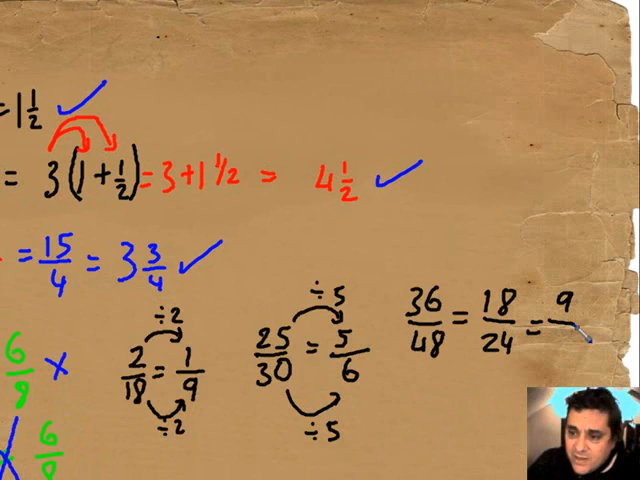 = 1 1/2 ✓
= 3(1 + 1/2) = 3 + 1 1/2 = 4 1/2 ✓
= 15/4 = 3 3/4 ✓
6/8 ×
6/8
÷2
2/18 = 1/9
÷2
÷5
25/30 = 5/6
÷5
36/48 = 18/24 = 9/